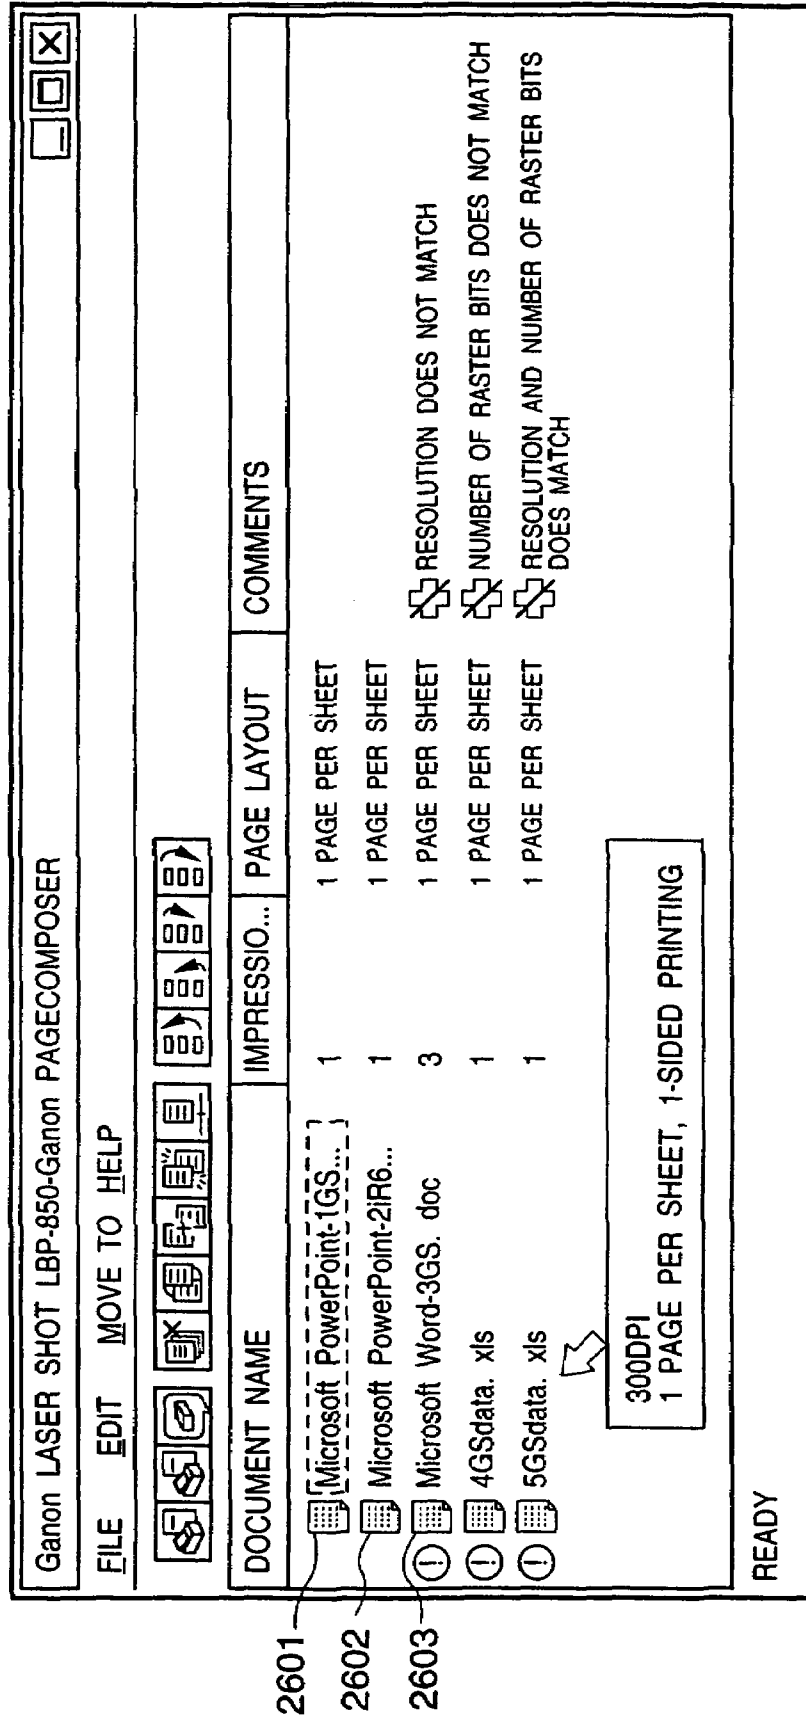 Ganon LASER SHOT LBP-850-Ganon PAGECOMPOSER
FILE EDIT MOVE TO HELP
DOCUMENT NAME IMPRESSIO... PAGE LAYOUT COMMENTS
2601 Microsoft PowerPoint-1GS... 1 1 PAGE PER SHEET
2602 Microsoft PowerPoint-2iR6... 1 1 PAGE PER SHEET
2603 Microsoft Word-3GS. doc 3 1 PAGE PER SHEET RESOLUTION DOES NOT MATCH
4GSdata. xls 1 1 PAGE PER SHEET NUMBER OF RASTER BITS DOES NOT MATCH
5GSdata. xls 1 1 PAGE PER SHEET RESOLUTION AND NUMBER OF RASTER BITS
DOES MATCH
300DPI
1 PAGE PER SHEET, 1-SIDED PRINTING
READY